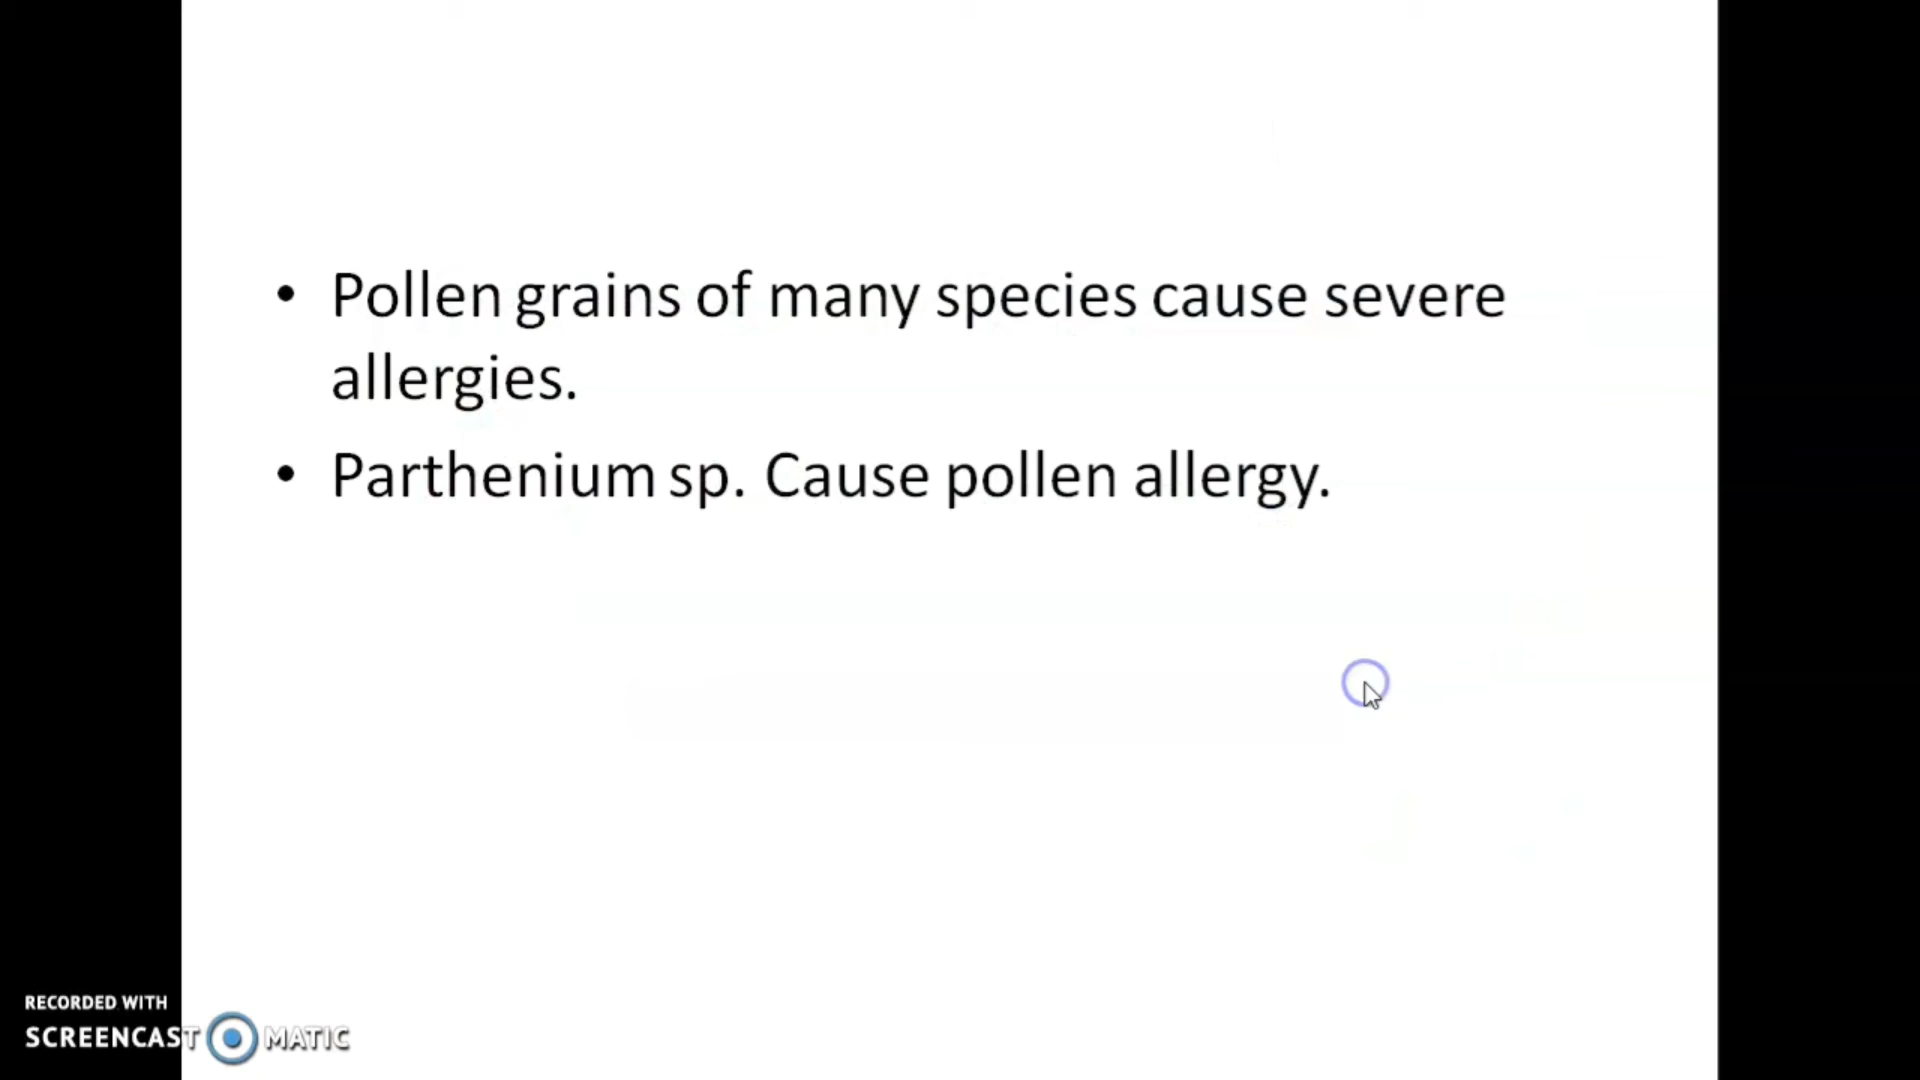 • Pollen grains of many species cause severe
allergies.
• Parthenium sp. Cause pollen allergy.
RECORDED WITH
SCREENCAST MATIC